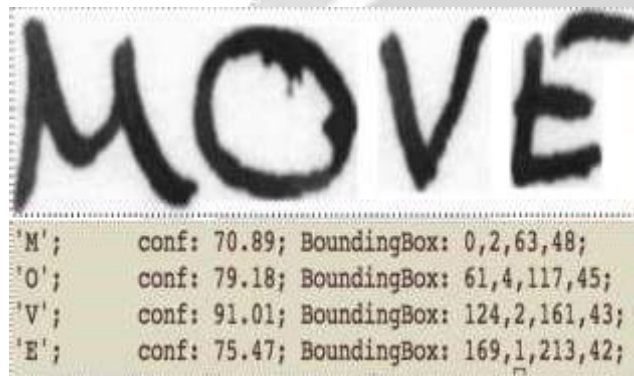 MOVE
'M'; conf: 70.89; BoundingBox: 0,2,63,48;
'O'; conf: 79.18; BoundingBox: 61,4,117,45;
'V'; conf: 91.01; BoundingBox: 124,2,161,43;
'E'; conf: 75.47; BoundingBox: 169,1,213,42;